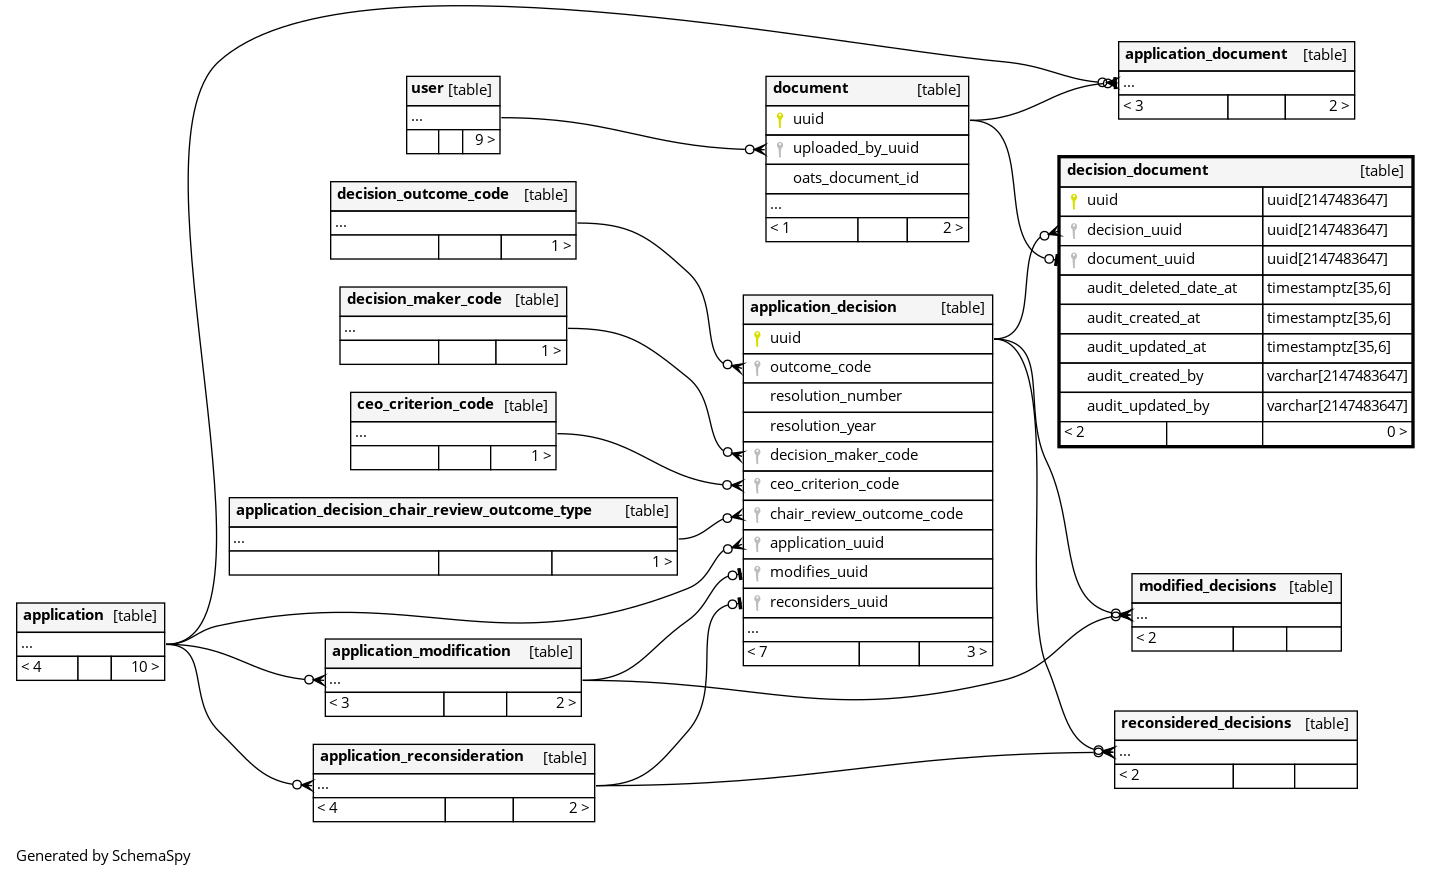 application_document [table]
...
< 3 2 >
user [table]
...
9 >
document [table]
uuid
uploaded_by_uuid
oats_document_id
...
< 1 2 >
decision_document [table]
uuid uuid[2147483647]
decision_uuid uuid[2147483647]
document_uuid uuid[2147483647]
audit_deleted_date_at timestamptz[35,6]
audit_created_at timestamptz[35,6]
audit_updated_at timestamptz[35,6]
audit_created_by varchar[2147483647]
audit_updated_by varchar[2147483647]
< 2 0 >
decision_outcome_code [table]
...
1 >
decision_maker_code [table]
...
1 >
ceo_criterion_code [table]
...
1 >
application_decision_chair_review_outcome_type [table]
...
1 >
application_decision [table]
uuid
outcome_code
resolution_number
resolution_year
decision_maker_code
ceo_criterion_code
chair_review_outcome_code
application_uuid
modifies_uuid
reconsiders_uuid
...
< 7 3 >
application [table]
...
< 4 10 >
application_modification [table]
...
< 3 2 >
application_reconsideration [table]
...
< 4 2 >
modified_decisions [table]
...
< 2
reconsidered_decisions [table]
...
< 2
Generated by SchemaSpy